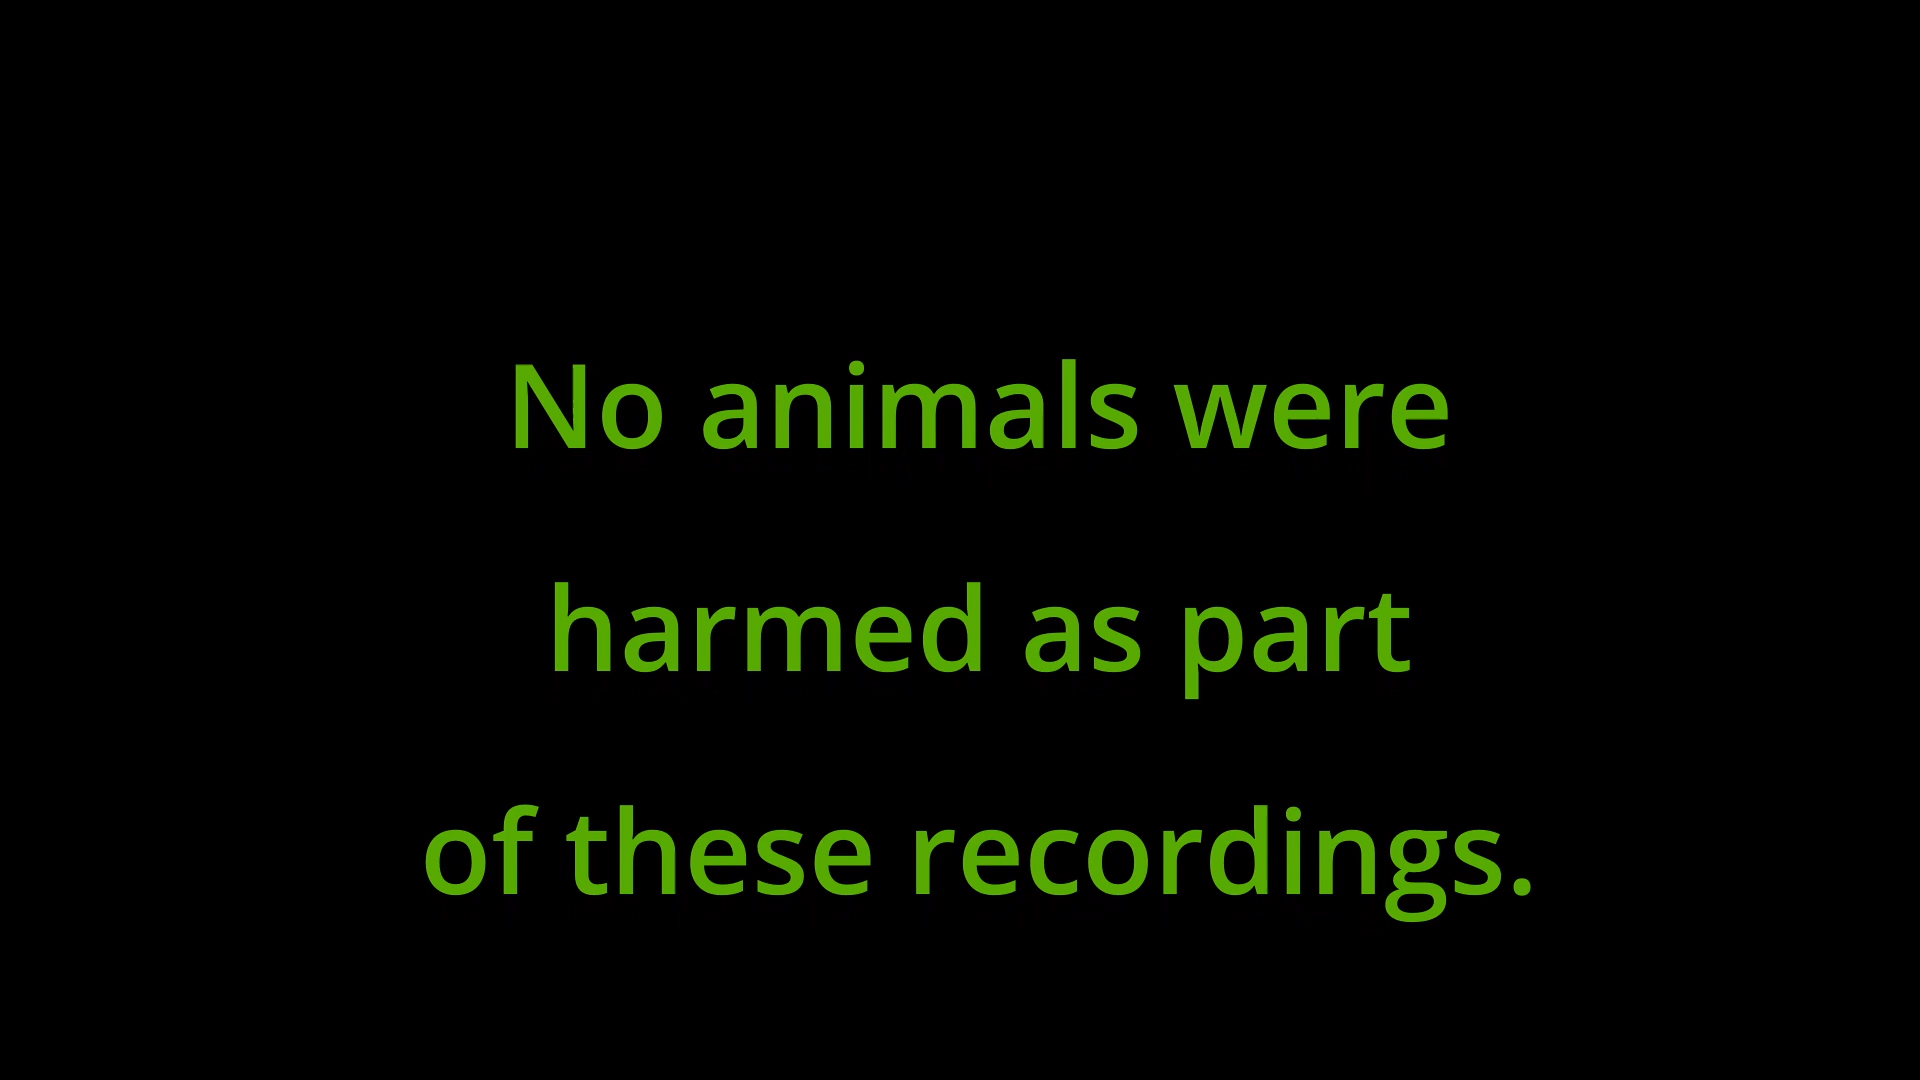 No animals were
harmed as part
of these recordings.